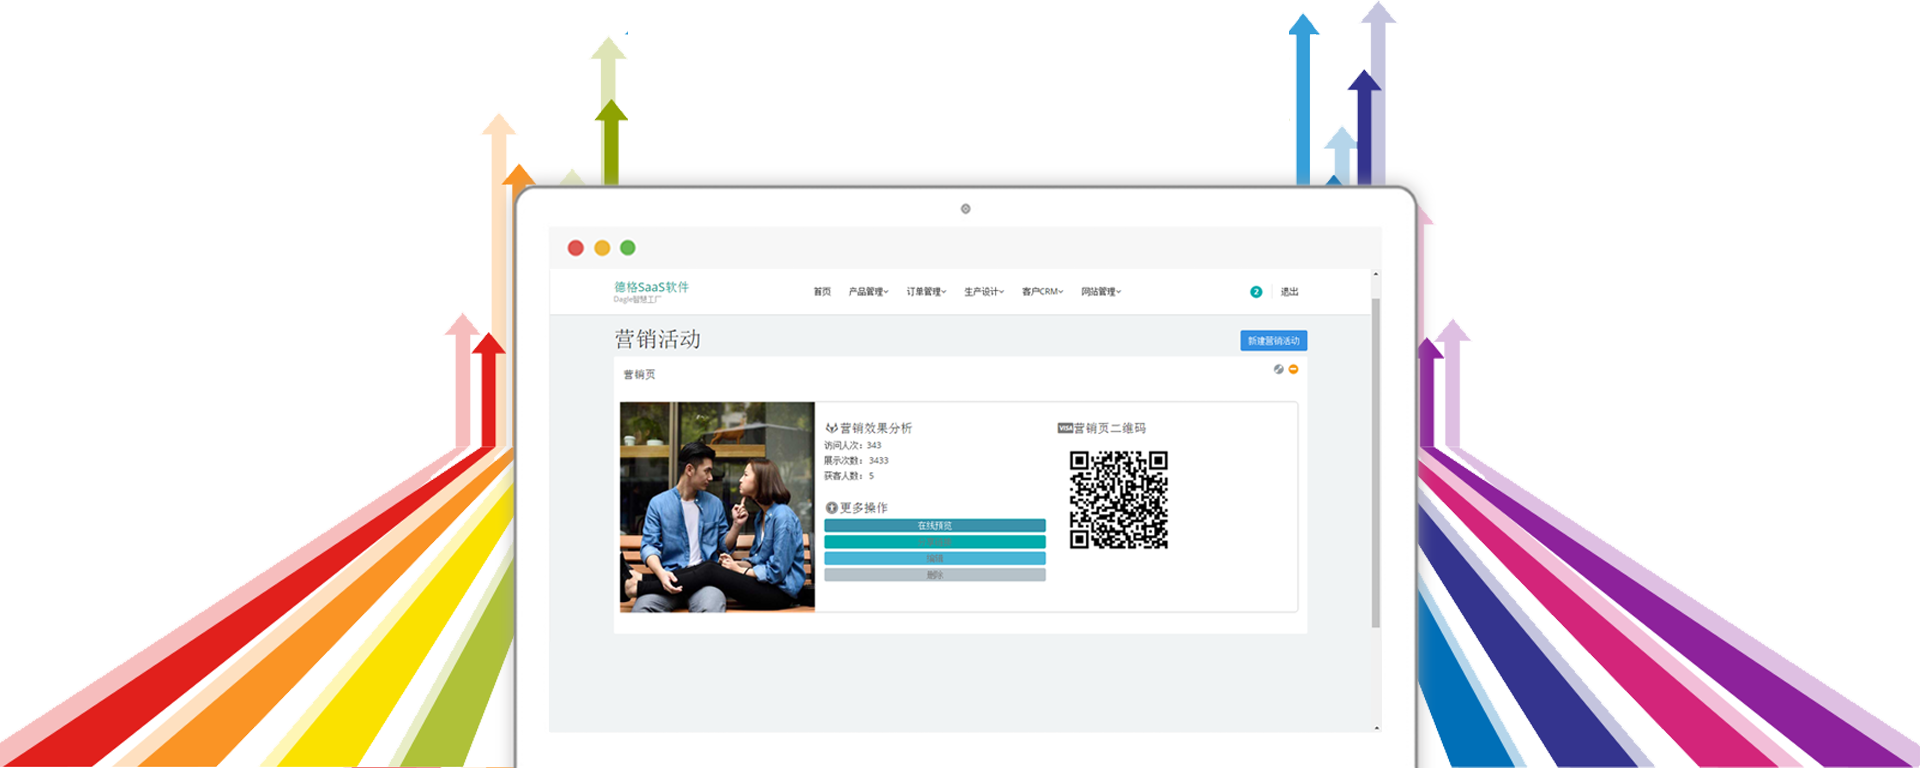 德格SaaS软件
Dagle智慧工厂
首页 产品管理 订单管理 生产设计 客户CRM 网站管理 2 退出
营销活动
新建营销活动
营销页
营销效果分析
访问人次：343
展示次数： 3433
获客人数： 5
更多操作
在线预览
编辑
删除
VISA营销页二维码